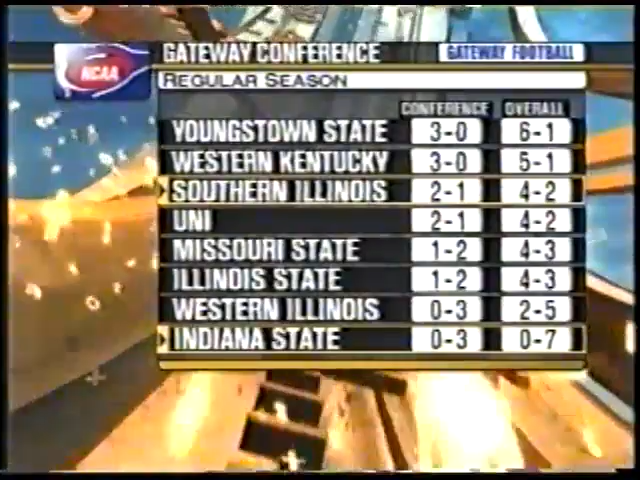 NCAA
GATEWAY CONFERENCE GATEWAY FOOTBALL
REGULAR SEASON
CONFERENCE OVERALL
YOUNGSTOWN STATE 3-0 6-1
WESTERN KENTUCKY 3-0 5-1
SOUTHERN ILLINOIS 2-1 4-2
UNI 2-1 4-2
MISSOURI STATE 1-2 4-3
ILLINOIS STATE 1-2 4-3
WESTERN ILLINOIS 0-3 2-5
INDIANA STATE 0-3 0-7